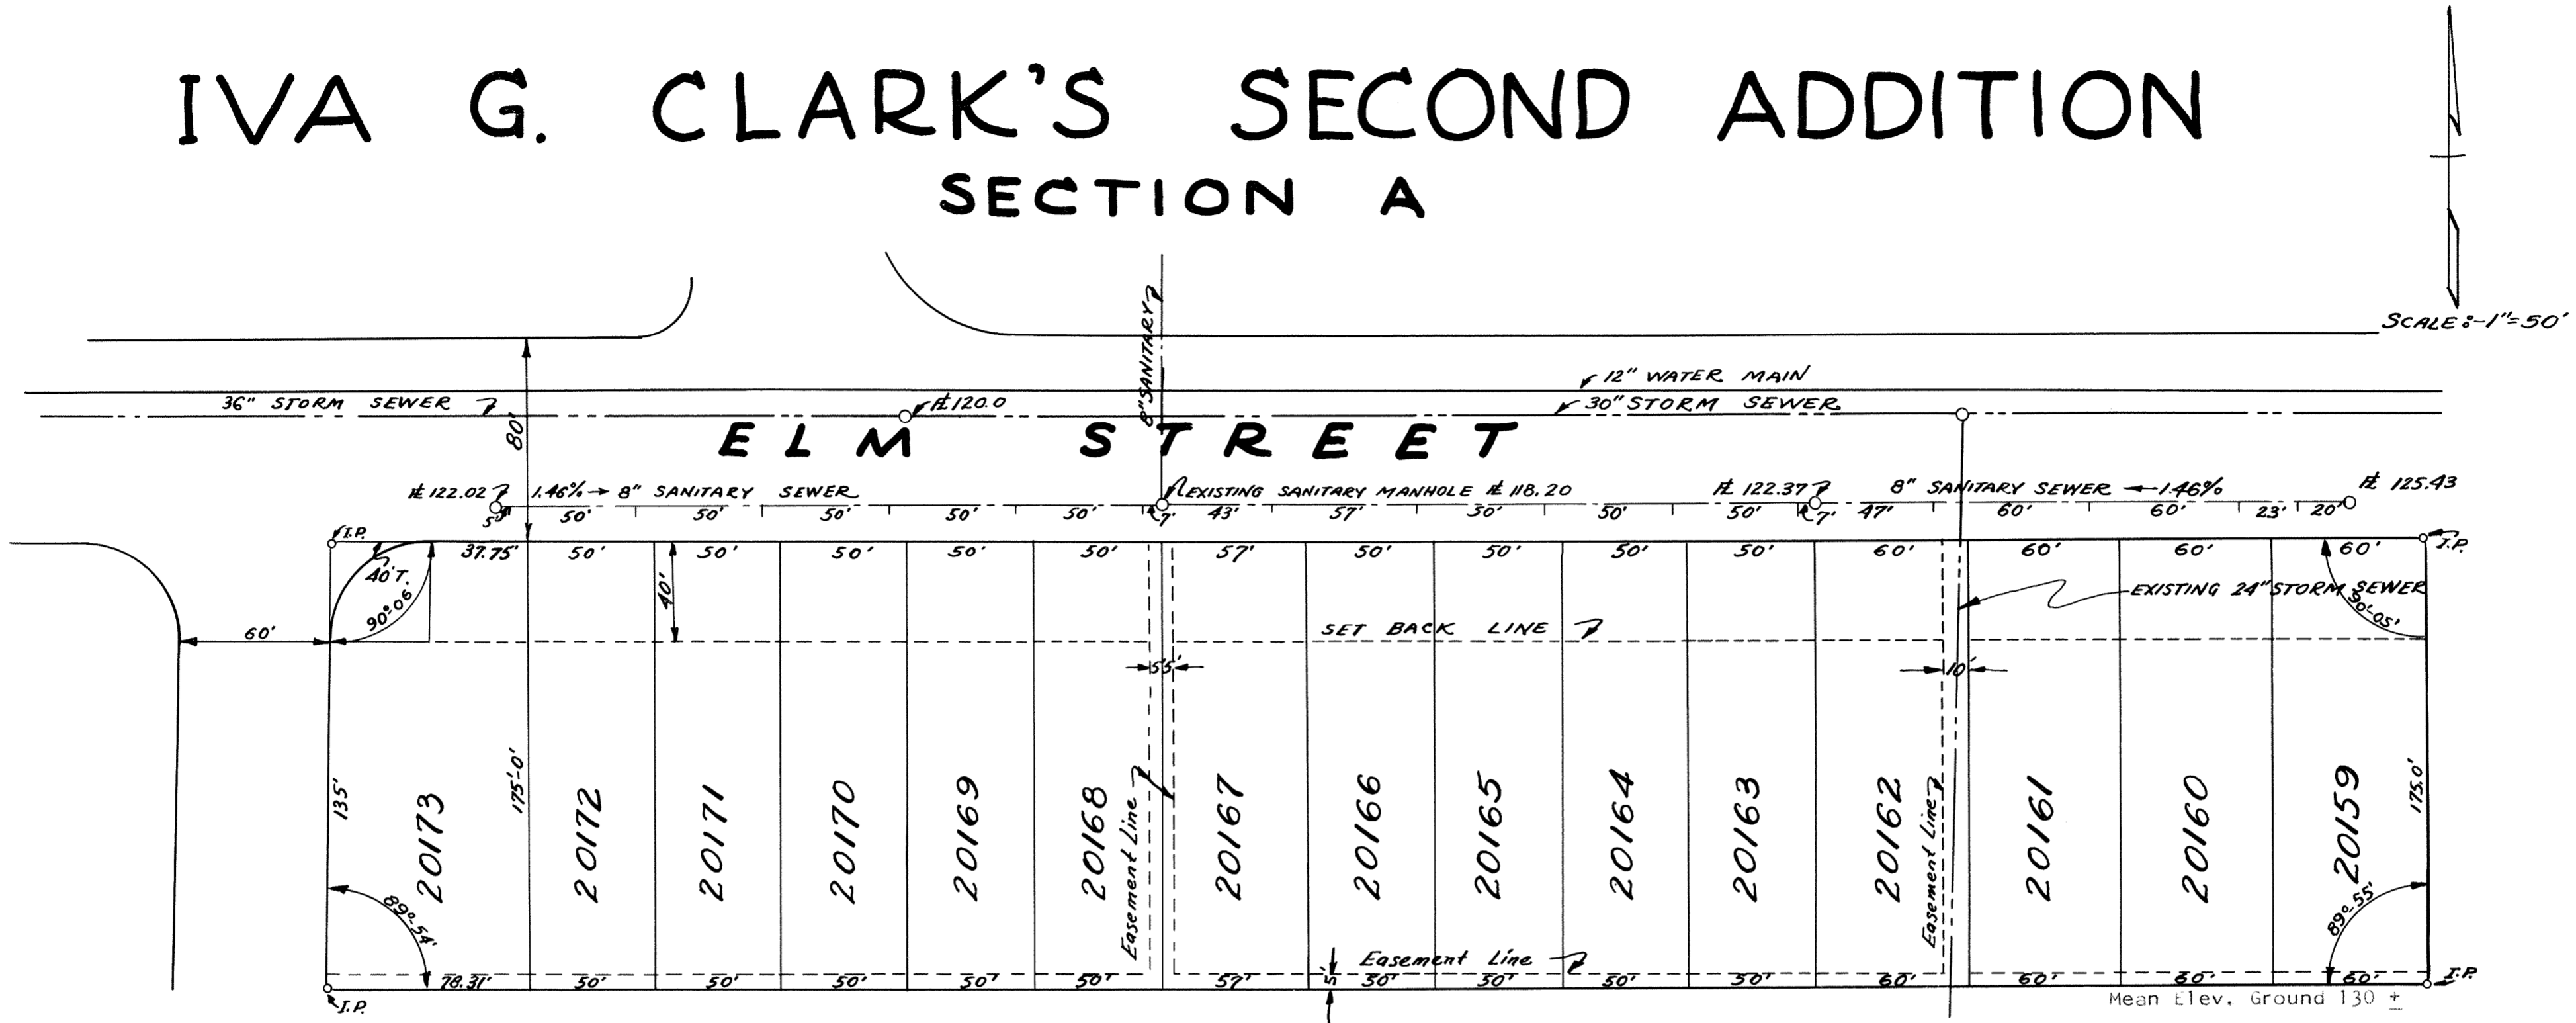 IVA G. CLARK'S SECOND ADDITION
SECTION A
SCALE:-1"=50'
8" SANITARY
12" WATER MAIN
36" STORM SEWER
120.0
30" STORM SEWER
80'
ELM STREET
122.02
1.46% → 8" SANITARY SEWER
EXISTING SANITARY MANHOLE 118.20
122.37
8" SANITARY SEWER ← 1.46%
125.43
5' 50' 50' 50' 50' 50' 7' 43' 57' 50' 50' 50' 7' 47' 60' 60' 23' 20'
I.P.
37.75' 50' 50' 50' 50' 50' 57' 50' 50' 50' 50' 60' 60' 60' 60'
I.P.
40' T.
90°-06
40'
EXISTING 24" STORM SEWER
90°-05'
60'
SET BACK LINE
5' 5'
10'
135'
175'-0'
175.0'
20173
20172
20171
20170
20169
20168
Easement Line
20167
20166
20165
20164
20163
20162
Easement Line
20161
20160
20159
89°-54'
89°-55'
Easement Line
5'
78.31' 50' 50' 50' 50' 50' 57' 50' 50' 50' 50' 60' 60' 60' 60'
I.P.
I.P.
Mean Elev. Ground 130 ±